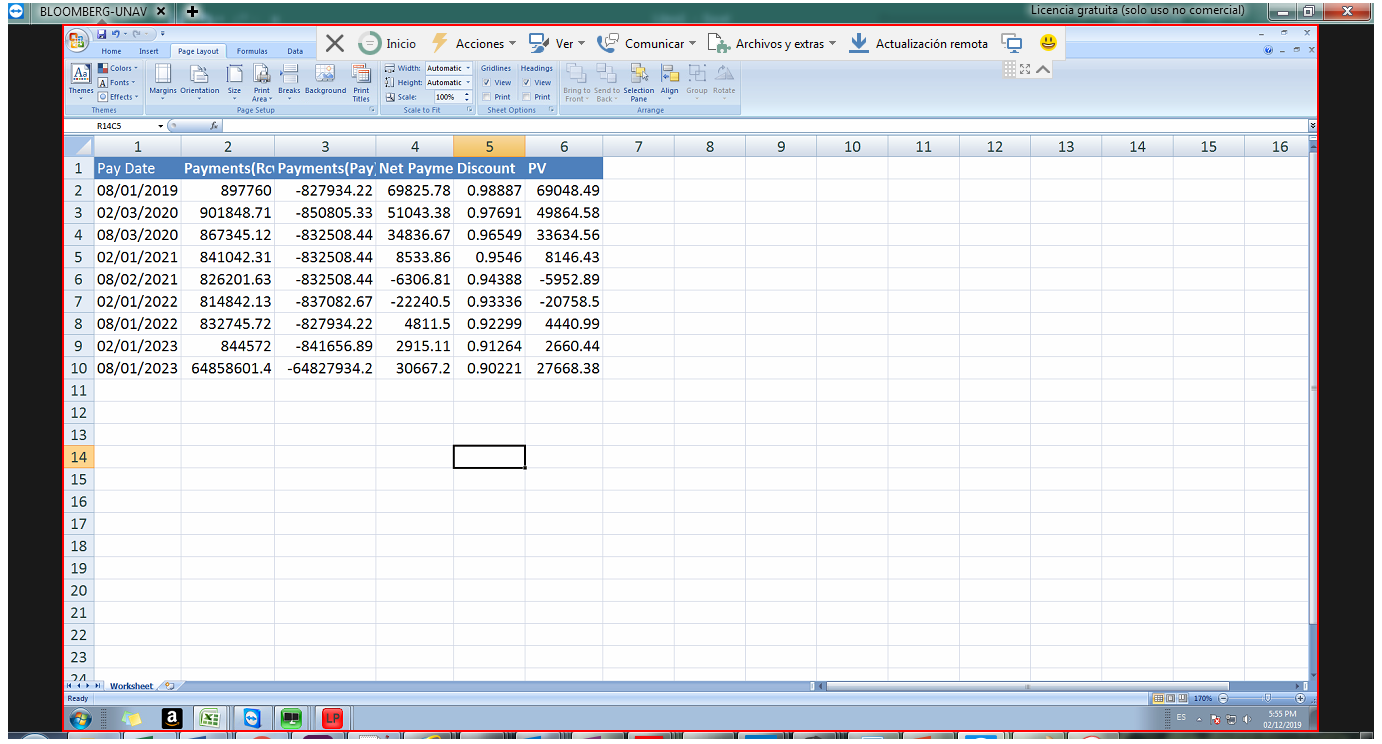 BLOOMBERG-UNAV
Licencia gratuita (solo uso no comercial)
Home Insert Page Layout Formulas Data
Inicio Acciones Ver Comunicar Archivos y extras Actualización remota
Colors
Fonts
Effects
Themes Margins Orientation Size Print Area Breaks Background Print Titles
Width: Automatic
Height: Automatic
Scale: 100%
Gridlines Headings
View View
Print Print
Bring to Front Send to Back Selection Pane Align Group Rotate
Themes Page Setup Scale to Fit Sheet Options Arrange
R14C5 fx
1 2 3 4 5 6 7 8 9 10 11 12 13 14 15 16
1 Pay Date Payments(Rcv Payments(Pay) Net Payme Discount PV
2 08/01/2019 897760 -827934.22 69825.78 0.98887 69048.49
3 02/03/2020 901848.71 -850805.33 51043.38 0.97691 49864.58
4 08/03/2020 867345.12 -832508.44 34836.67 0.96549 33634.56
5 02/01/2021 841042.31 -832508.44 8533.86 0.9546 8146.43
6 08/02/2021 826201.63 -832508.44 -6306.81 0.94388 -5952.89
7 02/01/2022 814842.13 -837082.67 -22240.5 0.93336 -20758.5
8 08/01/2022 832745.72 -827934.22 4811.5 0.92299 4440.99
9 02/01/2023 844572 -841656.89 2915.11 0.91264 2660.44
10 08/01/2023 64858601.4 -64827934.2 30667.2 0.90221 27668.38
11
12
13
14
15
16
17
18
19
20
21
22
23
24
Worksheet
Ready 170%
a LP ES 5:55 PM
02/12/2019